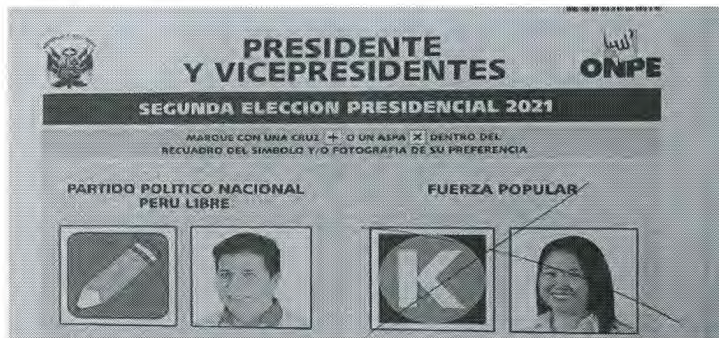 PRESIDENTE
Y VICEPRESIDENTES
ONPE
SEGUNDA ELECCION PRESIDENCIAL 2021
MARQUE CON UNA CRUZ + O UN ASPA X DENTRO DEL
RECUADRO DEL SIMBOLO Y/O FOTOGRAFIA DE SU PREFERENCIA
PARTIDO POLITICO NACIONAL
PERU LIBRE
FUERZA POPULAR
K